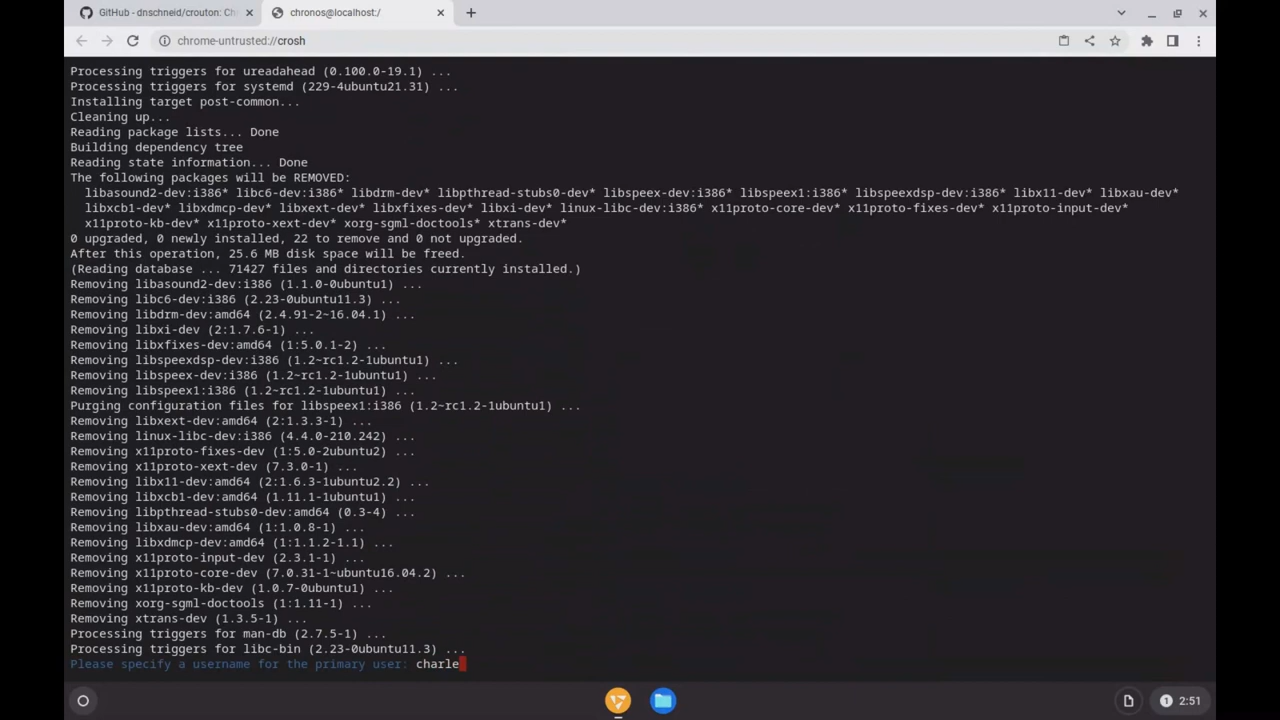 GitHub - dnschneid/crouton: Ch
chronos@localhost:/
chrome-untrusted://crosh
Processing triggers for ureadahead (0.100.0-19.1) ...
Processing triggers for systemd (229-4ubuntu21.31) ...
Installing target post-common...
Cleaning up...
Reading package lists... Done
Building dependency tree
Reading state information... Done
The following packages will be REMOVED:
libasound2-dev:i386* libc6-dev:i386* libdrm-dev* libpthread-stubs0-dev* libspeex-dev:i386* libspeex1:i386* libspeexdsp-dev:i386* libx11-dev* libxau-dev*
libxcb1-dev* libxdmcp-dev* libxext-dev* libxfixes-dev* libxi-dev* linux-libc-dev:i386* x11proto-core-dev* x11proto-fixes-dev* x11proto-input-dev*
x11proto-kb-dev* x11proto-xext-dev* xorg-sgml-doctools* xtrans-dev*
0 upgraded, 0 newly installed, 22 to remove and 0 not upgraded.
After this operation, 25.6 MB disk space will be freed.
(Reading database ... 71427 files and directories currently installed.)
Removing libasound2-dev:i386 (1.1.0-0ubuntu1) ...
Removing libc6-dev:i386 (2.23-0ubuntu11.3) ...
Removing libdrm-dev:amd64 (2.4.91-2~16.04.1) ...
Removing libxi-dev (2:1.7.6-1) ...
Removing libxfixes-dev:amd64 (1:5.0.1-2) ...
Removing libspeexdsp-dev:i386 (1.2~rc1.2-1ubuntu1) ...
Removing libspeex-dev:i386 (1.2~rc1.2-1ubuntu1) ...
Removing libspeex1:i386 (1.2~rc1.2-1ubuntu1) ...
Purging configuration files for libspeex1:i386 (1.2~rc1.2-1ubuntu1) ...
Removing libxext-dev:amd64 (2:1.3.3-1) ...
Removing linux-libc-dev:i386 (4.4.0-210.242) ...
Removing x11proto-fixes-dev (1:5.0-2ubuntu2) ...
Removing x11proto-xext-dev (7.3.0-1) ...
Removing libx11-dev:amd64 (2:1.6.3-1ubuntu2.2) ...
Removing libxcb1-dev:amd64 (1.11.1-1ubuntu1) ...
Removing libpthread-stubs0-dev:amd64 (0.3-4) ...
Removing libxau-dev:amd64 (1:1.0.8-1) ...
Removing libxdmcp-dev:amd64 (1:1.1.2-1.1) ...
Removing x11proto-input-dev (2.3.1-1) ...
Removing x11proto-core-dev (7.0.31-1~ubuntu16.04.2) ...
Removing x11proto-kb-dev (1.0.7-0ubuntu1) ...
Removing xorg-sgml-doctools (1:1.11-1) ...
Removing xtrans-dev (1.3.5-1) ...
Processing triggers for man-db (2.7.5-1) ...
Processing triggers for libc-bin (2.23-0ubuntu11.3) ...
Please specify a username for the primary user: charle
1 2:51